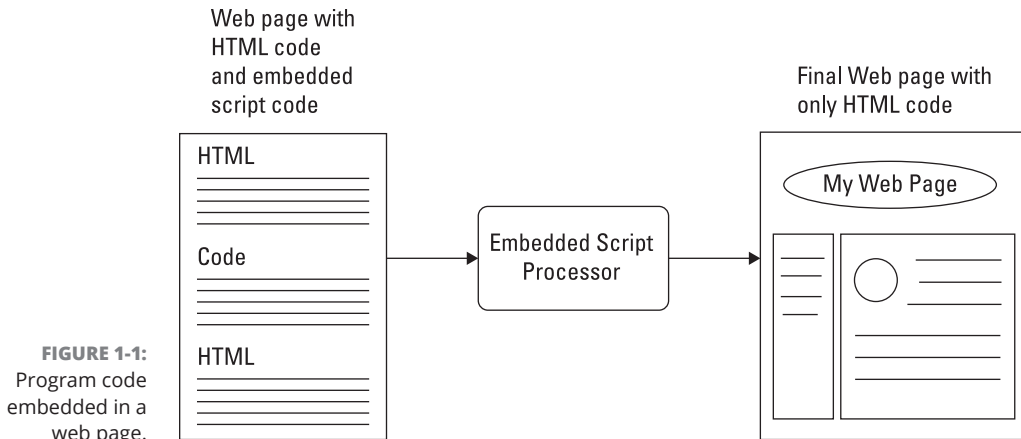 Web page with
HTML code
and embedded
script code
Final Web page with
only HTML code
HTML
Code
HTML
Embedded Script
Processor
My Web Page
FIGURE 1-1:
Program code
embedded in a
web page.